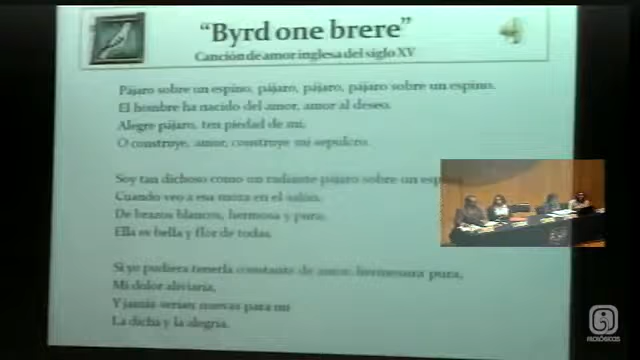 “Byrd one brere”
Canción de amor inglesa del siglo XV
Pájaro sobre un espino, pájaro, pájaro, pájaro sobre un espino.
El hombre ha nacido del amor, amor al deseo.
Alegre pájaro, ten piedad de mí,
O construye, amor, construye mi sepulcro.
Soy tan dichoso como un radiante pájaro sobre un
Cuando veo a esa moza en el salón.
De brazos blancos, hermosa y pura,
Ella es bella y flor de todas.
Si yo pudiera tenerla constante de amor, hermosura pura,
Mi dolor aliviaría,
Y jamás serían nuevas para mí
La dicha y la alegría.
FILOLÓGICAS